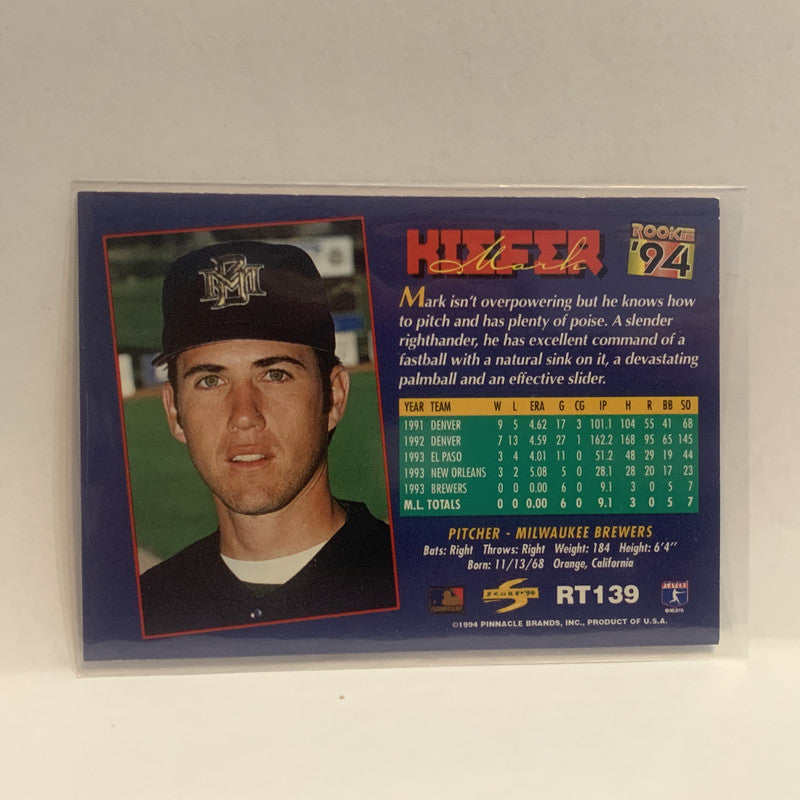 KIEFER
Mark
ROOKIE
'94
Mark isn't overpowering but he knows how
to pitch and has plenty of poise. A slender
righthander, he has excellent command of a
fastball with a natural sink on it, a devastating
palmball and an effective slider.
YEAR TEAM W L ERA G CG IP H R BB SO
1991 DENVER 9 5 4.62 17 3 101.1 104 55 41 68
1992 DENVER 7 13 4.59 27 1 162.2 168 95 65 145
1993 EL PASO 3 4 4.01 11 0 51.2 48 29 19 44
1993 NEW ORLEANS 3 2 5.08 5 0 28.1 28 20 17 23
1993 BREWERS 0 0 0.00 6 0 9.1 3 0 5 7
M.L. TOTALS 0 0 0.00 6 0 9.1 3 0 5 7
PITCHER - MILWAUKEE BREWERS
Bats: Right Throws: Right Weight: 184 Height: 6'4"
Born: 11/13/68 Orange, California
SCORE '94 RT139
©MLBPA
©1994 PINNACLE BRANDS, INC., PRODUCT OF U.S.A.